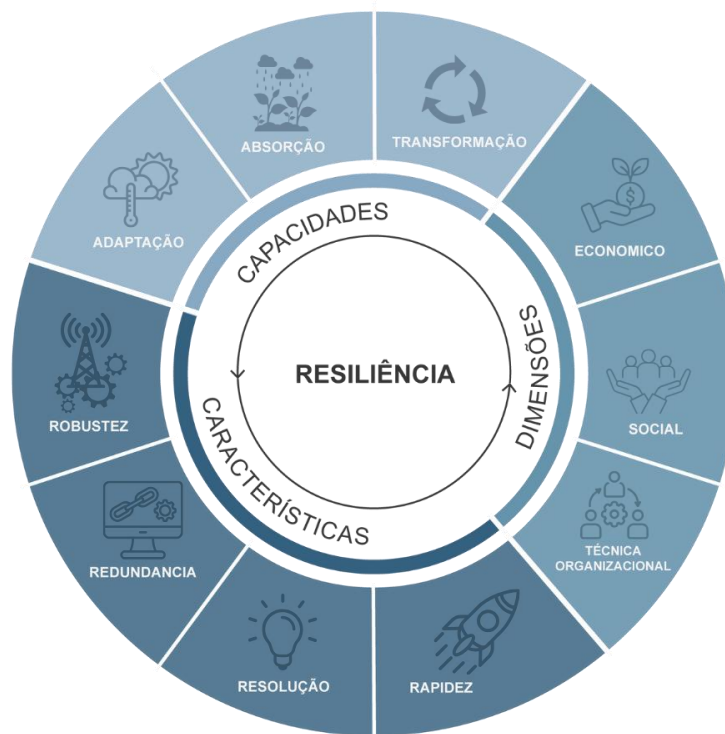 ABSORÇÃO
TRANSFORMAÇÃO
ADAPTAÇÃO
CAPACIDADES
ECONOMICO
RESILIÊNCIA
DIMENSÕES
ROBUSTEZ
CARACTERÍSTICAS
SOCIAL
REDUNDANCIA
TÉCNICA
ORGANIZACIONAL
RESOLUÇÃO
RAPIDEZ